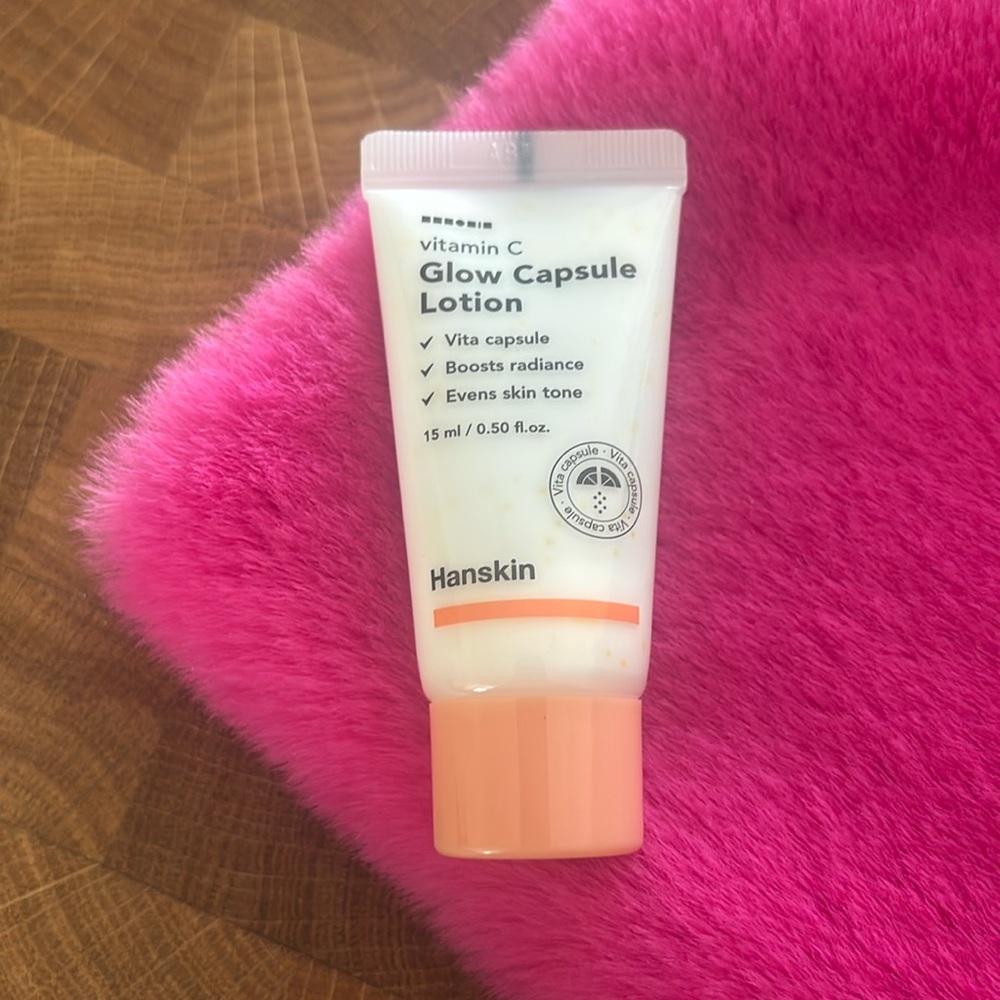 vitamin C
Glow Capsule
Lotion
✓ Vita capsule
✓ Boosts radiance
✓ Evens skin tone
15 ml / 0.50 fl.oz.
Vita capsule · Vita capsule · Vita capsule ·
Hanskin